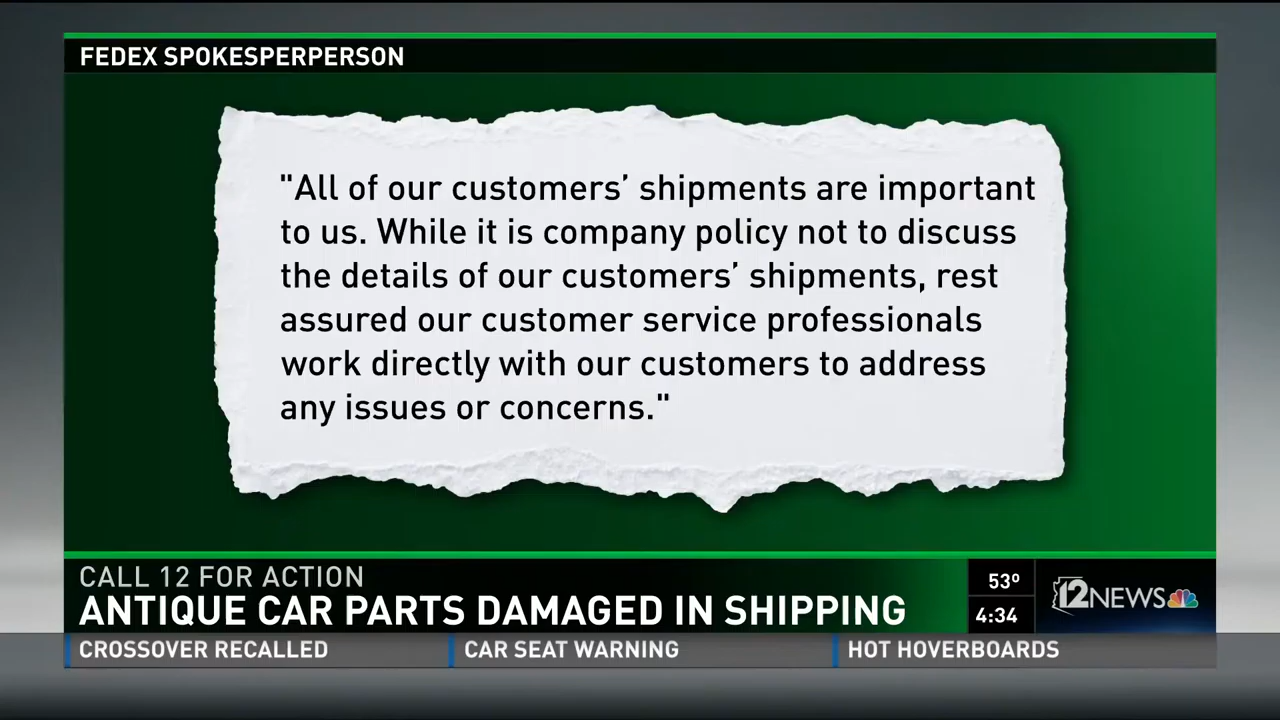 FEDEX SPOKESPERPERSON
"All of our customers’ shipments are important
to us. While it is company policy not to discuss
the details of our customers’ shipments, rest
assured our customer service professionals
work directly with our customers to address
any issues or concerns."
CALL 12 FOR ACTION
ANTIQUE CAR PARTS DAMAGED IN SHIPPING
53º
4:34
12NEWS
CROSSOVER RECALLED
CAR SEAT WARNING
HOT HOVERBOARDS